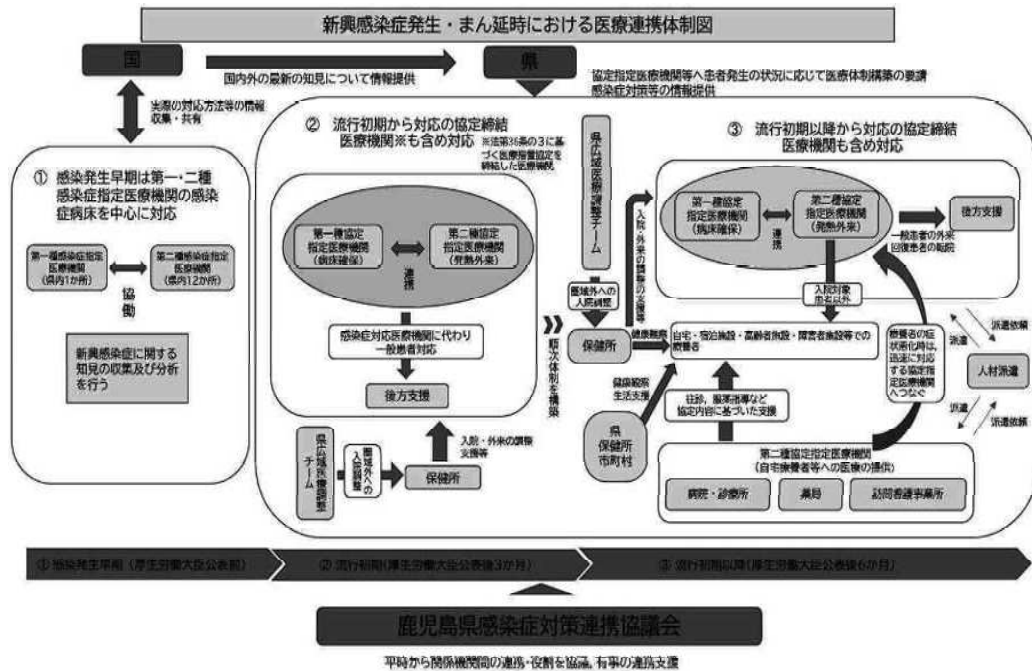 新興感染症発生・まん延時における医療連携体制図
国
県
国内外の最新の知見について情報提供
協定指定医療機関等へ患者発生の状況に応じて医療体制構築の要請
感染症対策等の情報提供
実際の対応方法等の情報
収集・共有
① 感染発生早期は第一・二種
感染症指定医療機関の感染
症病床を中心に対応
第一種感染症指定
医療機関
(県内1か所)
第二種感染症指定
医療機関
(県内12か所)
協働
新興感染症に関する
知見の収集及び分析
を行う
② 流行初期から対応の協定締結
医療機関※も含め対応
※法第36条の3に基
づく医療措置協定を
締結した医療機関
第一種協定
指定医療機関
(病床確保)
第二種協定
指定医療機関
(発熱外来)
連携
感染症対応医療機関に代わり
一般患者対応
後方支援
入院・外来の調整
支援等
県広域医療調整
チーム
圏域外への
入院調整
保健所
順次体制を構築
③ 流行初期以降から対応の協定締結
医療機関も含め対応
県広域医療調整チーム
圏域外への
入院調整
保健所
入院・外来の調整の支援等
第一種協定
指定医療機関
(病床確保)
連携
第二種協定
指定医療機関
(発熱外来)
後方支援
一般患者の外来
回復患者の転院
入院対象
患者以外
健康観察
自宅・宿泊施設・高齢者施設・障害者施設等での
療養者
健康観察
生活支援
県
保健所
市町村
往診，服薬指導など
協定内容に基づいた支援
療養者の症
状悪化時は，
迅速に対応
する協定指
定医療機関
へつなぐ
派遣
派遣依頼
人材派遣
派遣
派遣依頼
第二種協定指定医療機関
(自宅療養者等への医療の提供)
病院・診療所
薬局
訪問看護事業所
① 感染発生早期（厚生労働大臣公表前）
② 流行初期(厚生労働大臣公表後3か月)
③ 流行初期以降(厚生労働大臣公表後6か月)
鹿児島県感染症対策連携協議会
平時から関係機関間の連携・役割を協議，有事の連携支援